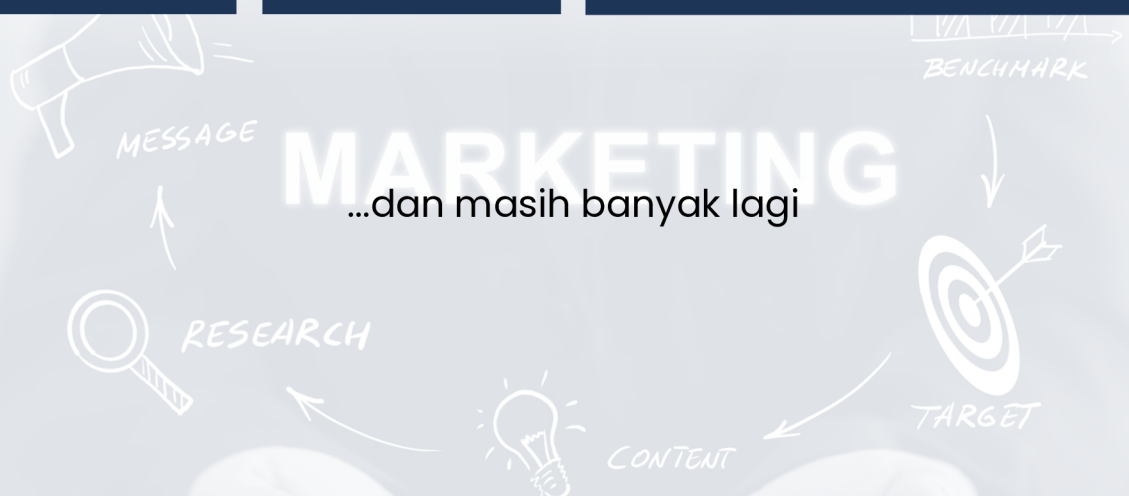 BENCHMARK
MESSAGE
MARKETING
...dan masih banyak lagi
RESEARCH
TARGET
CONTENT